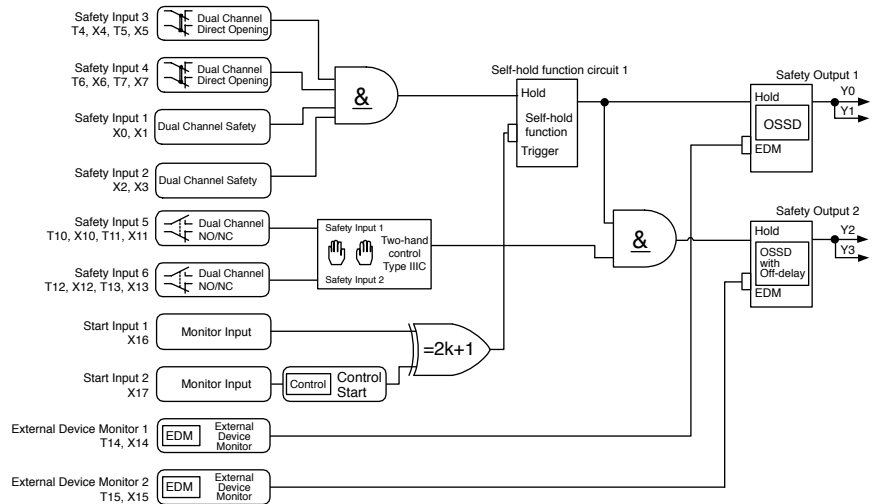 Safety Input 3
T4, X4, T5, X5
Dual Channel
Direct Opening
Safety Input 4
T6, X6, T7, X7
Dual Channel
Direct Opening
Safety Input 1
X0, X1
Dual Channel Safety
Safety Input 2
X2, X3
Dual Channel Safety
&
Self-hold function circuit 1
Hold
Self-hold
function
Trigger
Safety Output 1
Hold
OSSD
EDM
Y0
Y1
Safety Input 5
T10, X10, T11, X11
Dual Channel
NO/NC
Safety Input 6
T12, X12, T13, X13
Dual Channel
NO/NC
Safety Input 1
Two-hand
control
Type IIIC
Safety Input 2
&
Safety Output 2
Hold
OSSD
with
Off-delay
EDM
Y2
Y3
Start Input 1
X16
Monitor Input
Start Input 2
X17
Monitor Input
Control
Control
Start
=2k+1
External Device Monitor 1
T14, X14
EDM
External
Device
Monitor
External Device Monitor 2
T15, X15
EDM
External
Device
Monitor